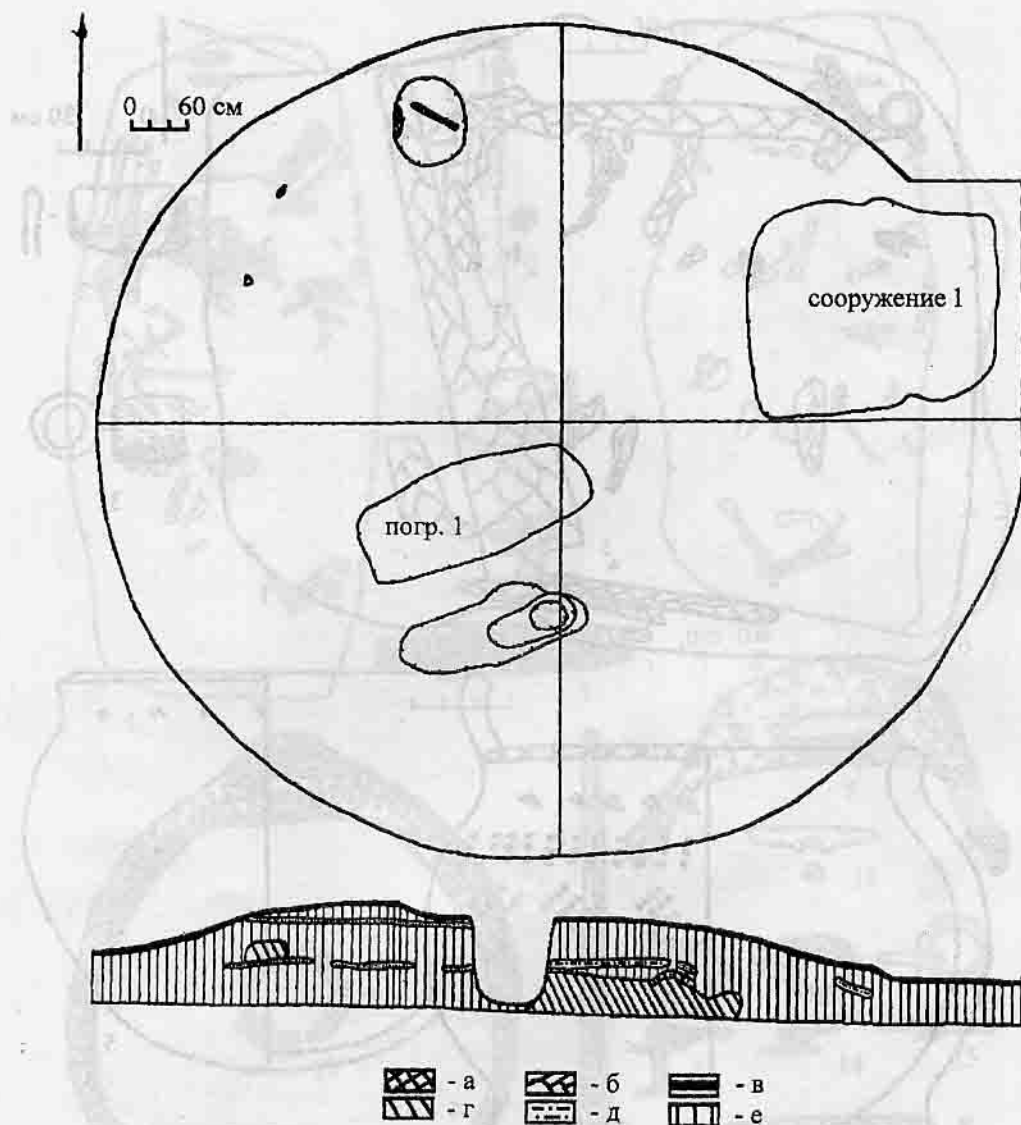 0 60 см
сооружение 1
погр. 1
- а - б - в
- г - д - е